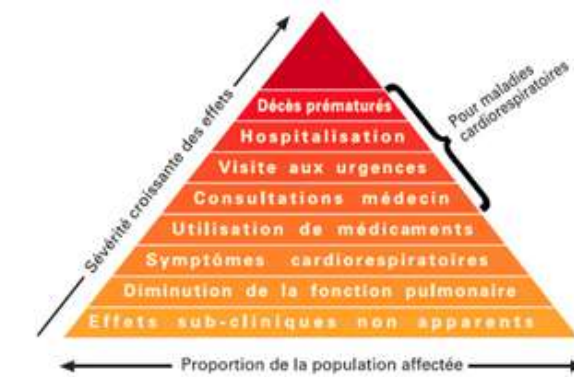 Décès prématurés
Hospitalisation
Visite aux urgences
Consultations médecin
Utilisation de médicaments
Symptômes cardiorespiratoires
Diminution de la fonction pulmonaire
Effets sub-cliniques non apparents
Sévérité croissante des effets
Pour maladies
cardiorespiratoires
Proportion de la population affectée